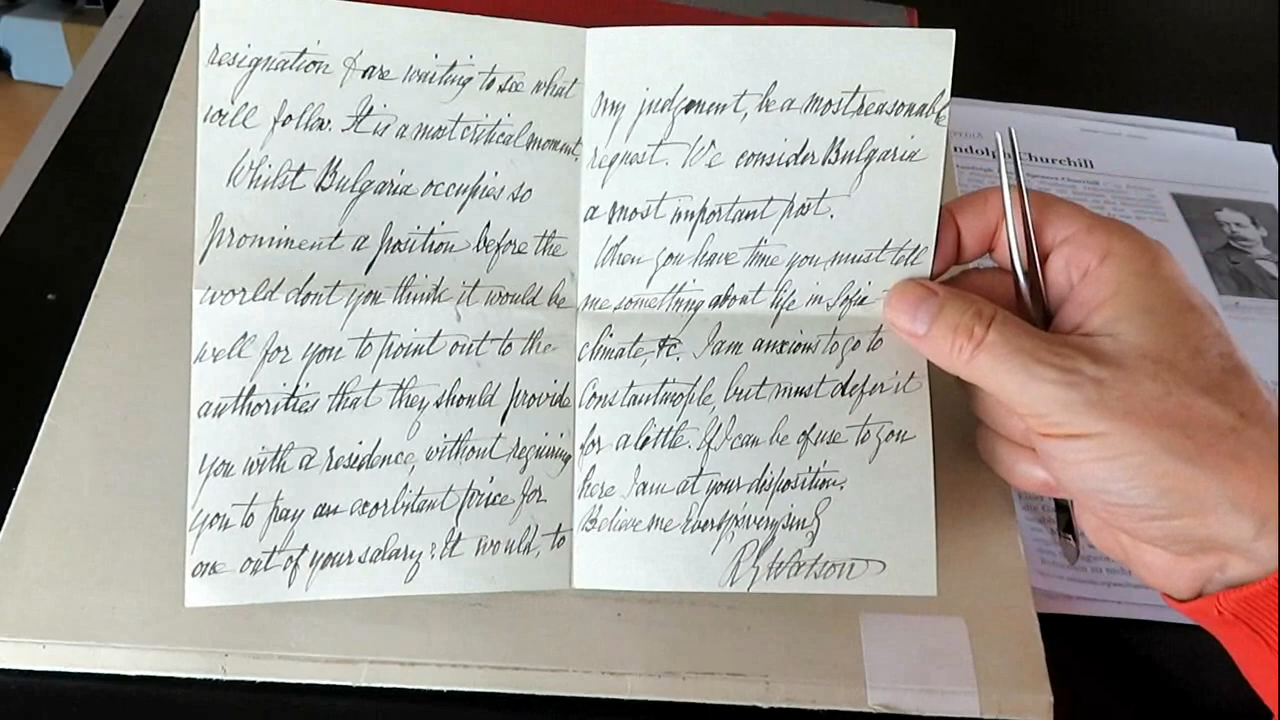 resignation & are waiting to see what
will follow. It is a most critical moment.
Whilst Bulgaria occupies so
prominent a position before the
world dont you think it would be
well for you to point out to the
authorities that they should provide
you with a residence, without requiring
you to pay an exorbitant price for
one out of your salary? It would, to
my judgment, be a most reasonable
request. We consider Bulgaria
a most important post.
When you have time you must tell
me something about life in Sofia -
climate, &c. I am anxious to go to
Constantinople, but must defer it
for a little. If I can be of use to you
here I am at your disposition.
Believe me Ever
Watson
ndolph Churchill